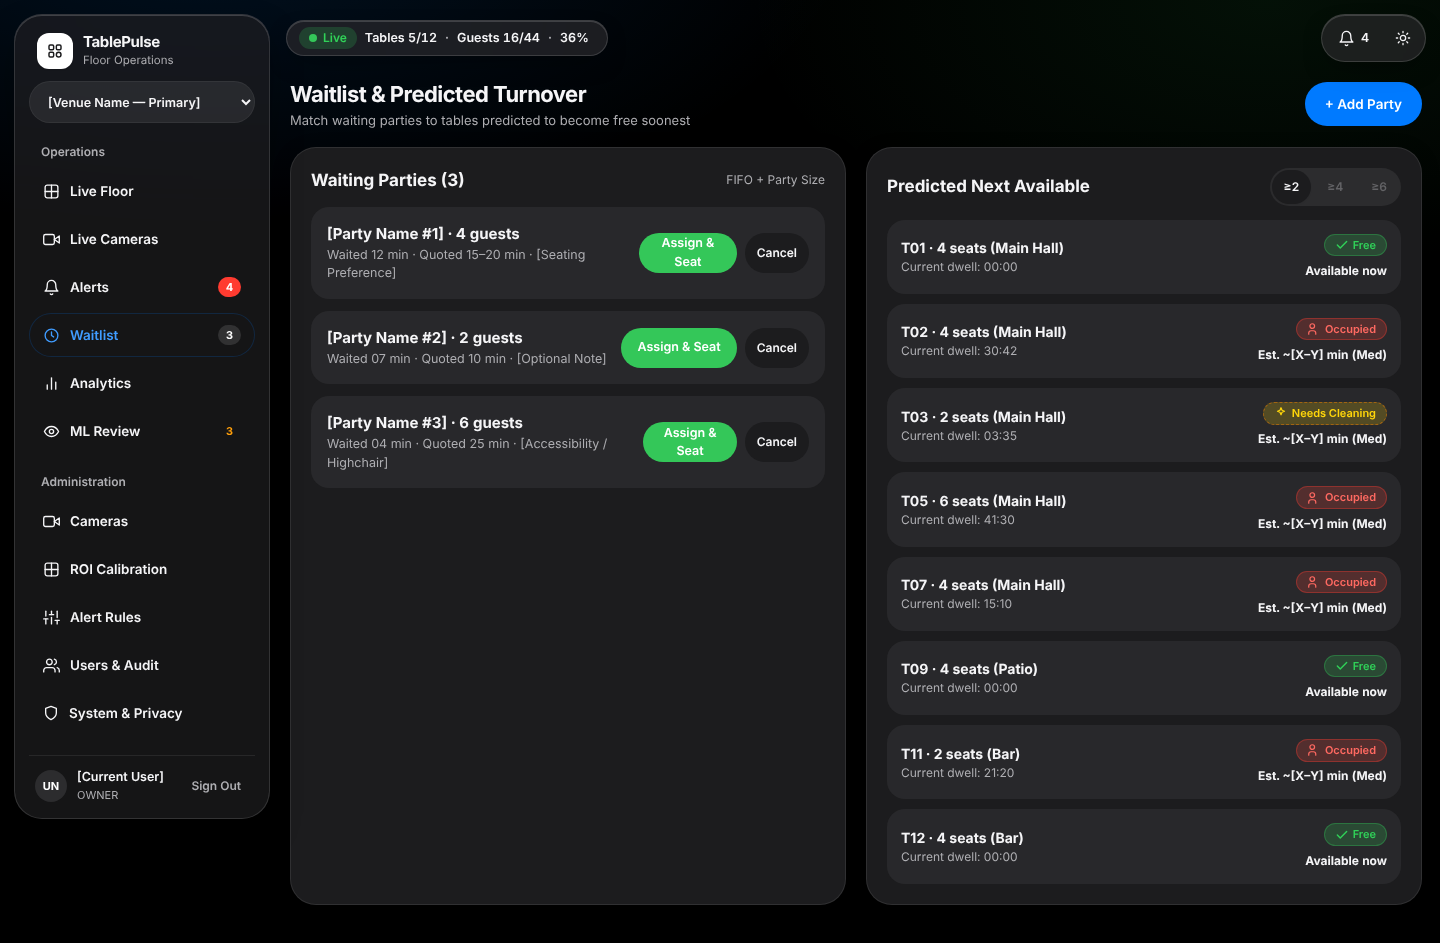 TablePulse
Floor Operations
[Venue Name — Primary]
Operations
Live Floor
Live Cameras
Alerts
4
Waitlist
3
Analytics
ML Review
3
Administration
Cameras
ROI Calibration
Alert Rules
Users & Audit
System & Privacy
UN
[Current User]
OWNER
Sign Out
Live Tables 5/12 · Guests 16/44 · 36%
4
Waitlist & Predicted Turnover
Match waiting parties to tables predicted to become free soonest
+ Add Party
Waiting Parties (3)
FIFO + Party Size
[Party Name #1] · 4 guests
Waited 12 min · Quoted 15–20 min · [Seating
Preference]
Assign &
Seat
Cancel
[Party Name #2] · 2 guests
Waited 07 min · Quoted 10 min · [Optional Note]
Assign & Seat
Cancel
[Party Name #3] · 6 guests
Waited 04 min · Quoted 25 min · [Accessibility /
Highchair]
Assign &
Seat
Cancel
Predicted Next Available
≥2 ≥4 ≥6
T01 · 4 seats (Main Hall)
Current dwell: 00:00
Free
Available now
T02 · 4 seats (Main Hall)
Current dwell: 30:42
Occupied
Est. ~[X–Y] min (Med)
T03 · 2 seats (Main Hall)
Current dwell: 03:35
Needs Cleaning
Est. ~[X–Y] min (Med)
T05 · 6 seats (Main Hall)
Current dwell: 41:30
Occupied
Est. ~[X–Y] min (Med)
T07 · 4 seats (Main Hall)
Current dwell: 15:10
Occupied
Est. ~[X–Y] min (Med)
T09 · 4 seats (Patio)
Current dwell: 00:00
Free
Available now
T11 · 2 seats (Bar)
Current dwell: 21:20
Occupied
Est. ~[X–Y] min (Med)
T12 · 4 seats (Bar)
Current dwell: 00:00
Free
Available now